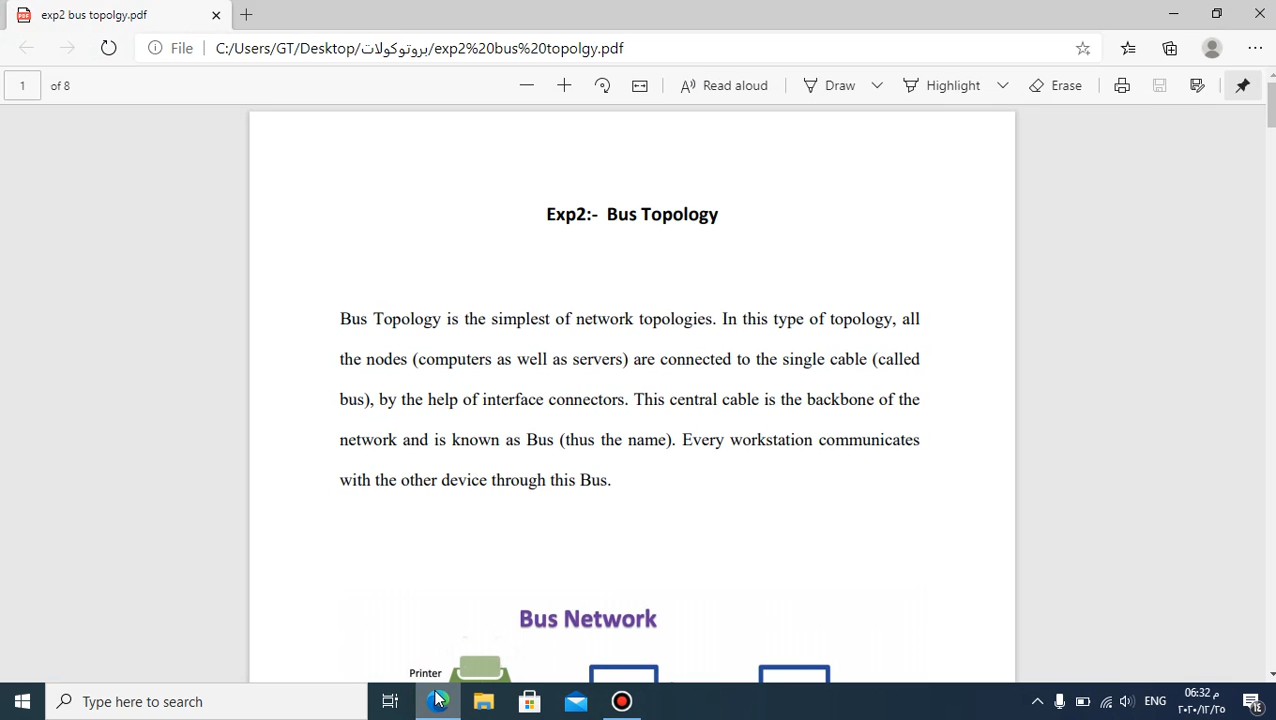 exp2 bus topolgy.pdf
File
C:/Users/GT/Desktop/بروتوكولات/exp2%20bus%20topolgy.pdf
1 of 8
Read aloud
Draw
Highlight
Erase
Exp2:- Bus Topology
Bus Topology is the simplest of network topologies. In this type of topology, all
the nodes (computers as well as servers) are connected to the single cable (called
bus), by the help of interface connectors. This central cable is the backbone of the
network and is known as Bus (thus the name). Every workstation communicates
with the other device through this Bus.
Bus Network
Printer
Type here to search
ENG
06:32 م
٢٠٢٠/١٢/٢٥